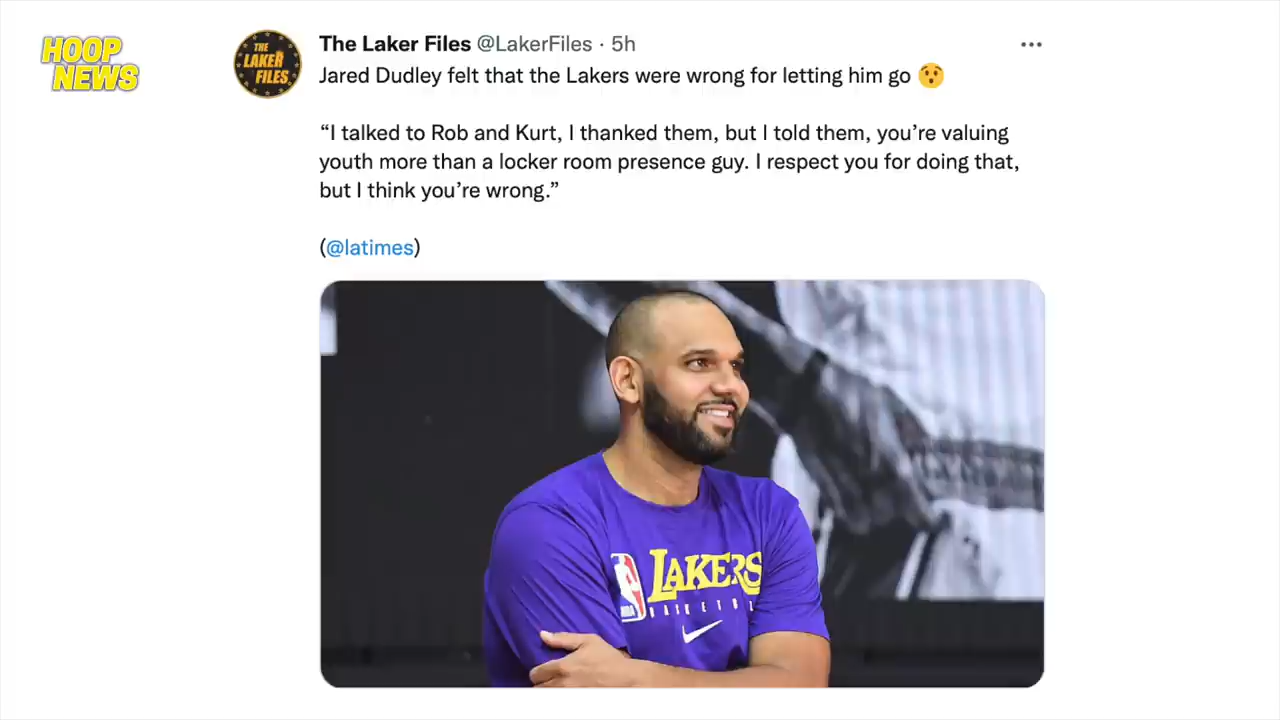 HOOP
NEWS
THE
LAKER
FILES
The Laker Files @LakerFiles · 5h
Jared Dudley felt that the Lakers were wrong for letting him go 😯
“I talked to Rob and Kurt, I thanked them, but I told them, you’re valuing
youth more than a locker room presence guy. I respect you for doing that,
but I think you’re wrong.”
(@latimes)
LAKERS
NBA